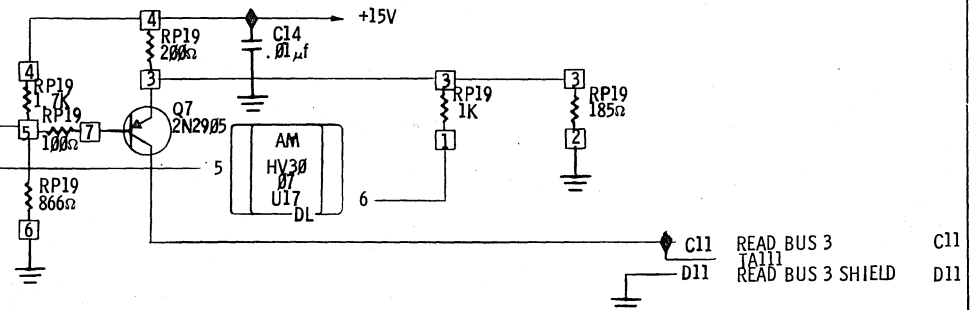 4
+15V
RP19
200Ω
C14
.01µf
4
RP19
1.7K
3
3
3
RP19
1K
RP19
185Ω
RP19
100Ω
5
7
Q7
2N2905
AM
HV30
07
U17
DL
5
6
1
2
RP19
866Ω
6
C11 READ BUS 3 C11
TA111
D11 READ BUS 3 SHIELD D11